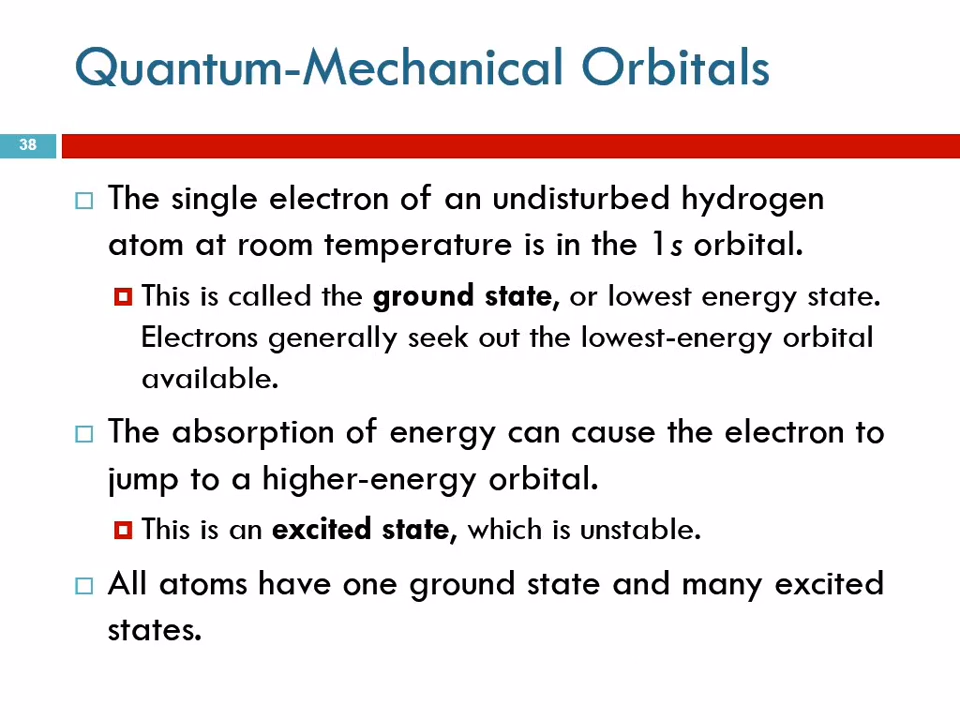 Quantum-Mechanical Orbitals
38
The single electron of an undisturbed hydrogen
atom at room temperature is in the 1s orbital.
This is called the ground state, or lowest energy state.
Electrons generally seek out the lowest-energy orbital
available.
The absorption of energy can cause the electron to
jump to a higher-energy orbital.
This is an excited state, which is unstable.
All atoms have one ground state and many excited
states.